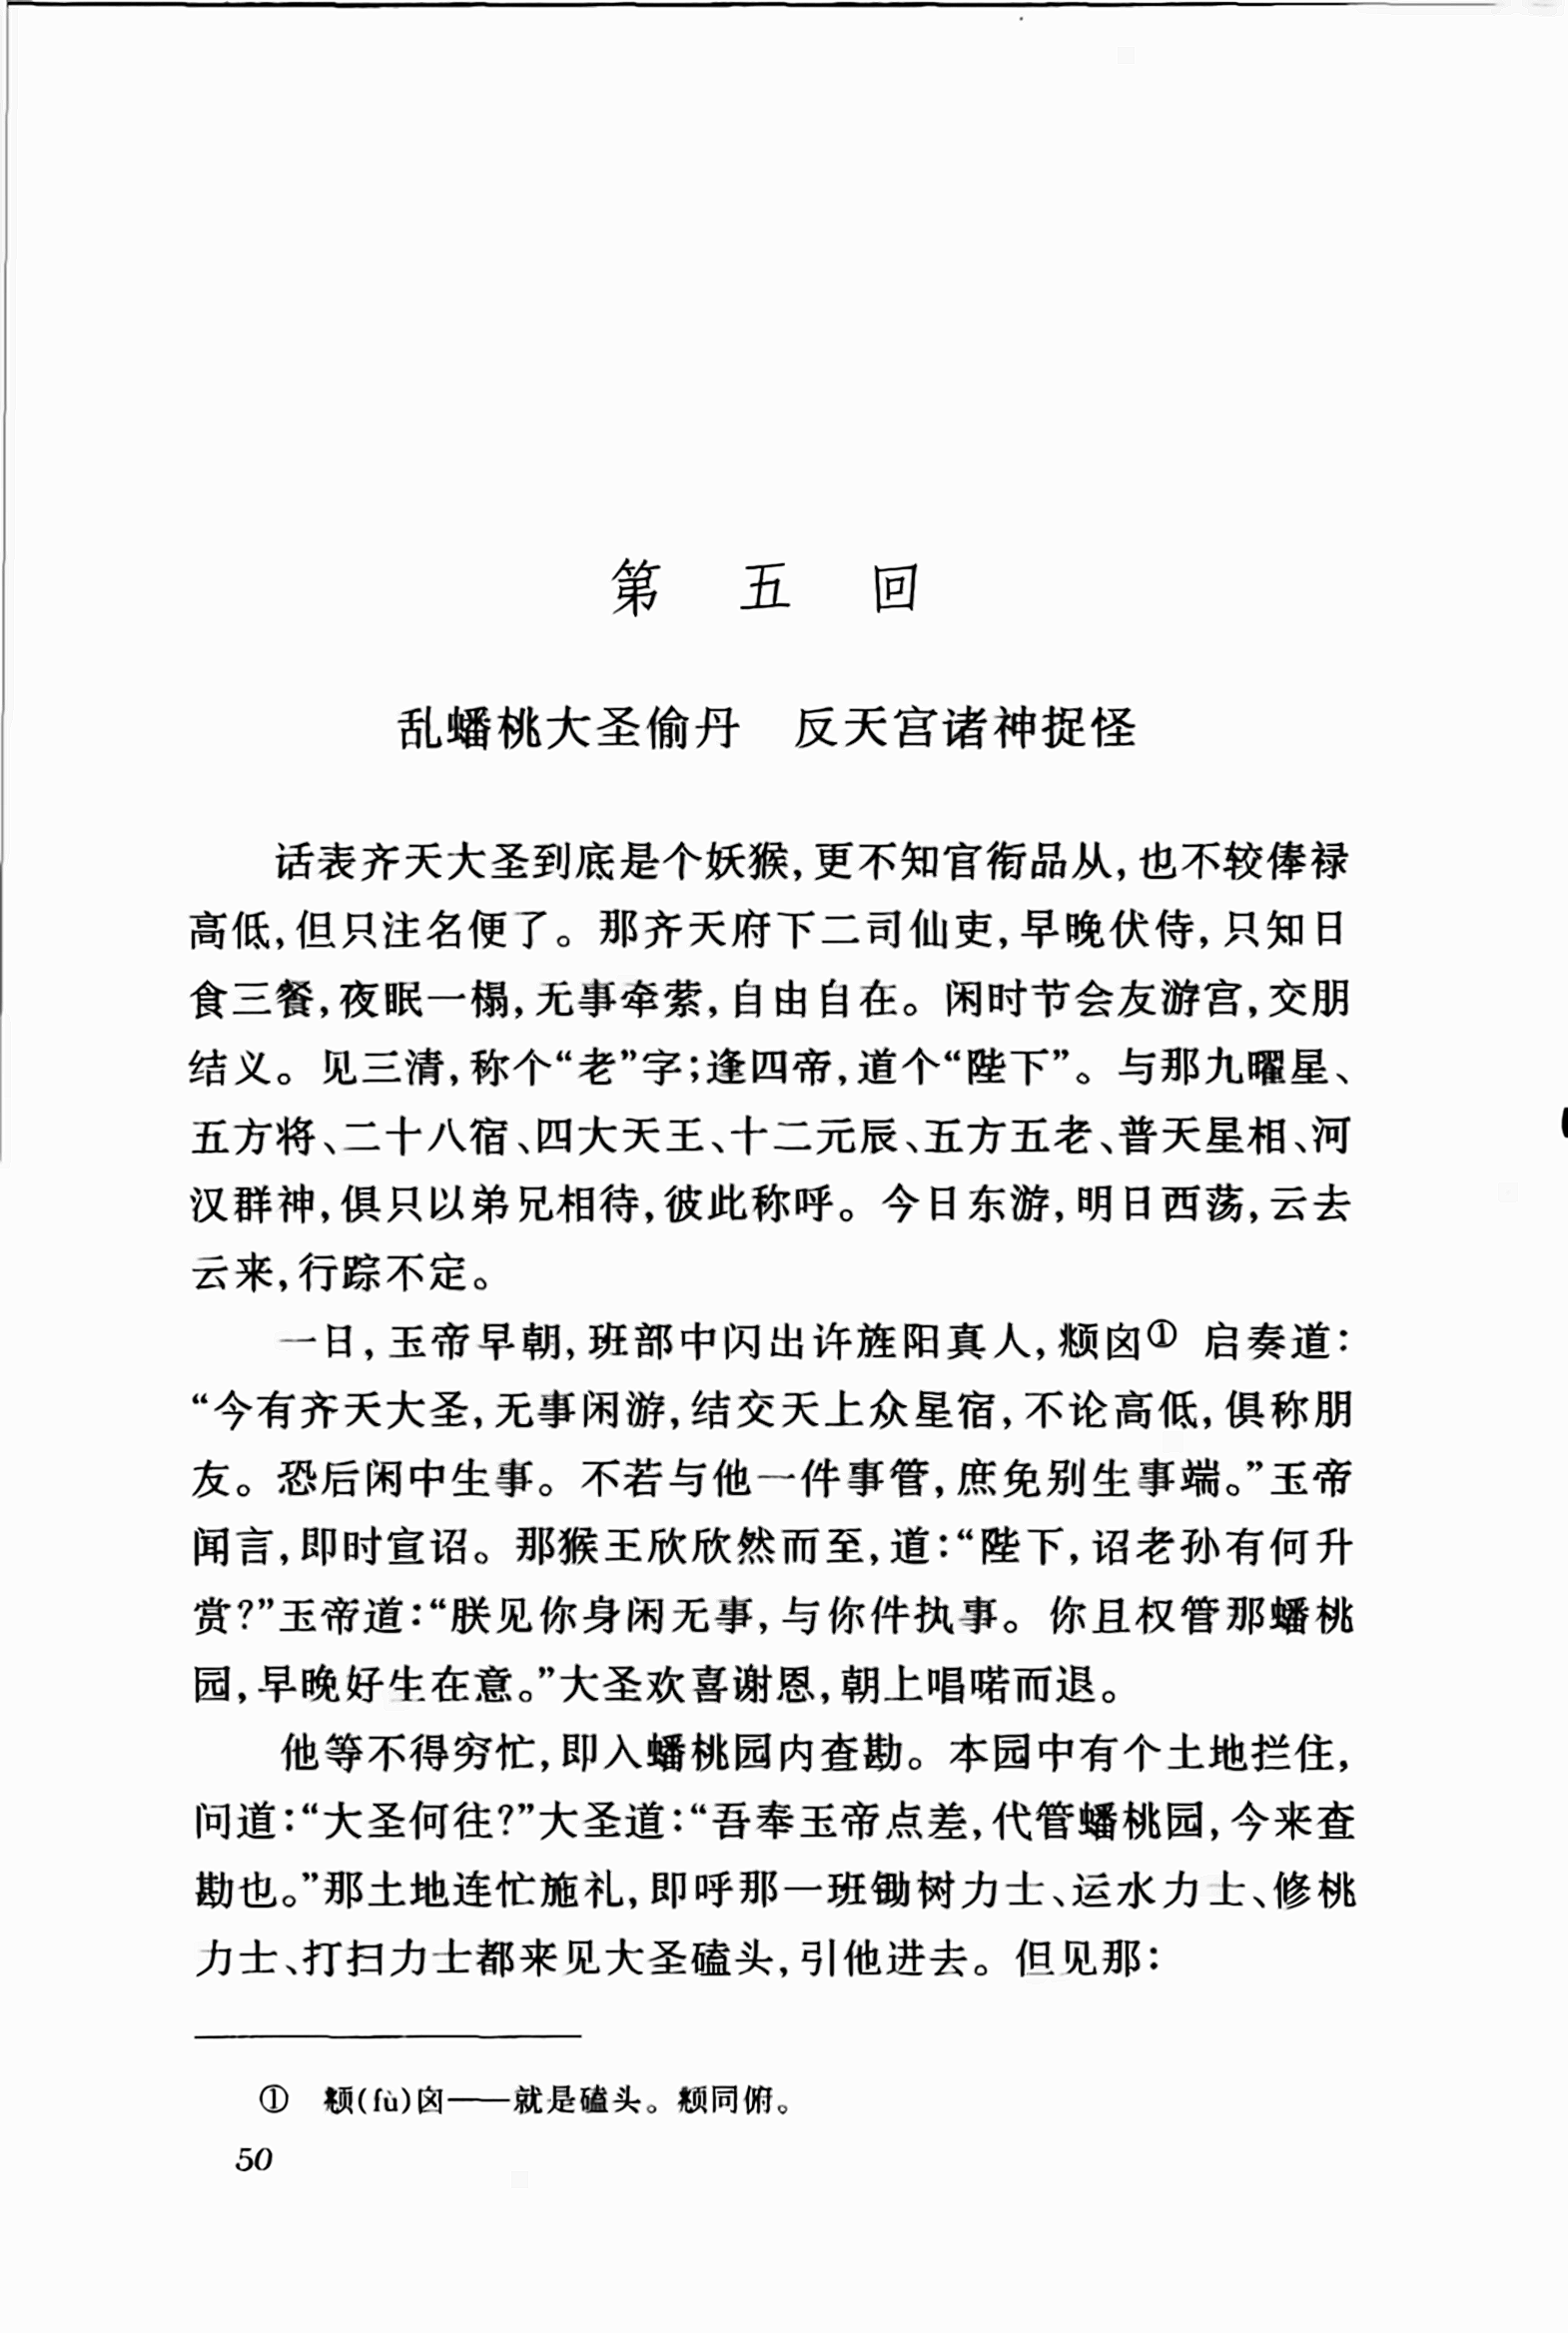 第 五 回
乱蟠桃大圣偷丹 反天宫诸神捉怪
话表齐天大圣到底是个妖猴,更不知官衔品从,也不较俸禄
高低,但只注名便了。那齐天府下二司仙吏,早晚伏侍,只知日
食三餐,夜眠一榻,无事牵萦,自由自在。闲时节会友游宫,交朋
结义。见三清,称个“老”字;逢四帝,道个“陛下”。与那九曜星、
五方将、二十八宿、四大天王、十二元辰、五方五老、普天星相、河
汉群神,俱只以弟兄相待,彼此称呼。今日东游,明日西荡,云去
云来,行踪不定。
一日,玉帝早朝,班部中闪出许旌阳真人,頫囟① 启奏道:
“今有齐天大圣,无事闲游,结交天上众星宿,不论高低,俱称朋
友。恐后闲中生事。不若与他一件事管,庶免别生事端。”玉帝
闻言,即时宣诏。那猴王欣欣然而至,道:“陛下,诏老孙有何升
赏?”玉帝道:“朕见你身闲无事,与你件执事。你且权管那蟠桃
园,早晚好生在意。”大圣欢喜谢恩,朝上唱喏而退。
他等不得穷忙,即入蟠桃园内查勘。本园中有个土地拦住,
问道:“大圣何往?”大圣道:“吾奉玉帝点差,代管蟠桃园,今来查
勘也。”那土地连忙施礼,即呼那一班锄树力士、运水力士、修桃
力士、打扫力士都来见大圣磕头,引他进去。但见那:
① 頫(fù)囟——就是磕头。頫同俯。
50